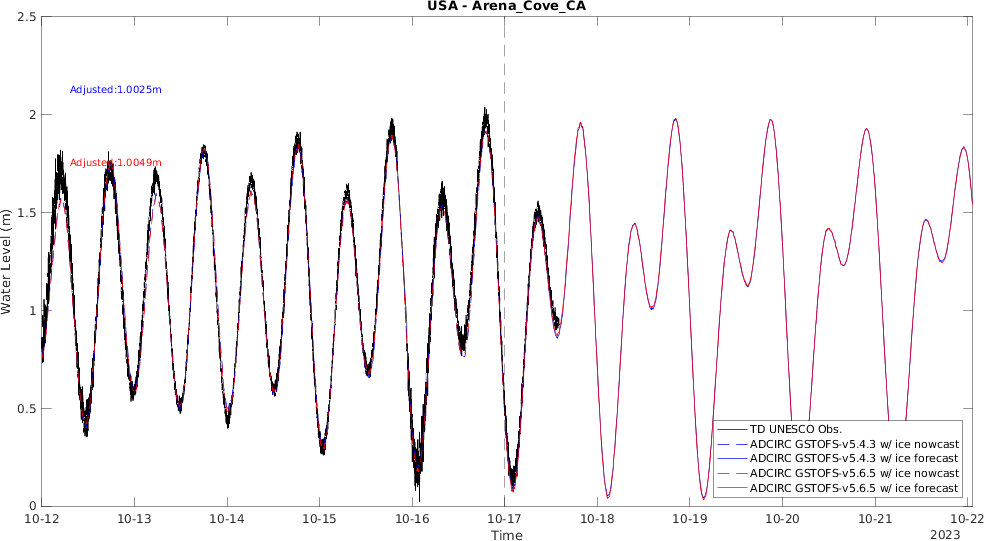 USA - Arena_Cove_CA
2.5
2
1.5
1
0.5
0
Water Level (m)
Adjusted:1.0025m
Adjusted:1.0049m
TD UNESCO Obs.
ADCIRC GSTOFS-v5.4.3 w/ ice nowcast
ADCIRC GSTOFS-v5.4.3 w/ ice forecast
ADCIRC GSTOFS-v5.6.5 w/ ice nowcast
ADCIRC GSTOFS-v5.6.5 w/ ice forecast
10-12 10-13 10-14 10-15 10-16 10-17 10-18 10-19 10-20 10-21 10-22
Time
2023